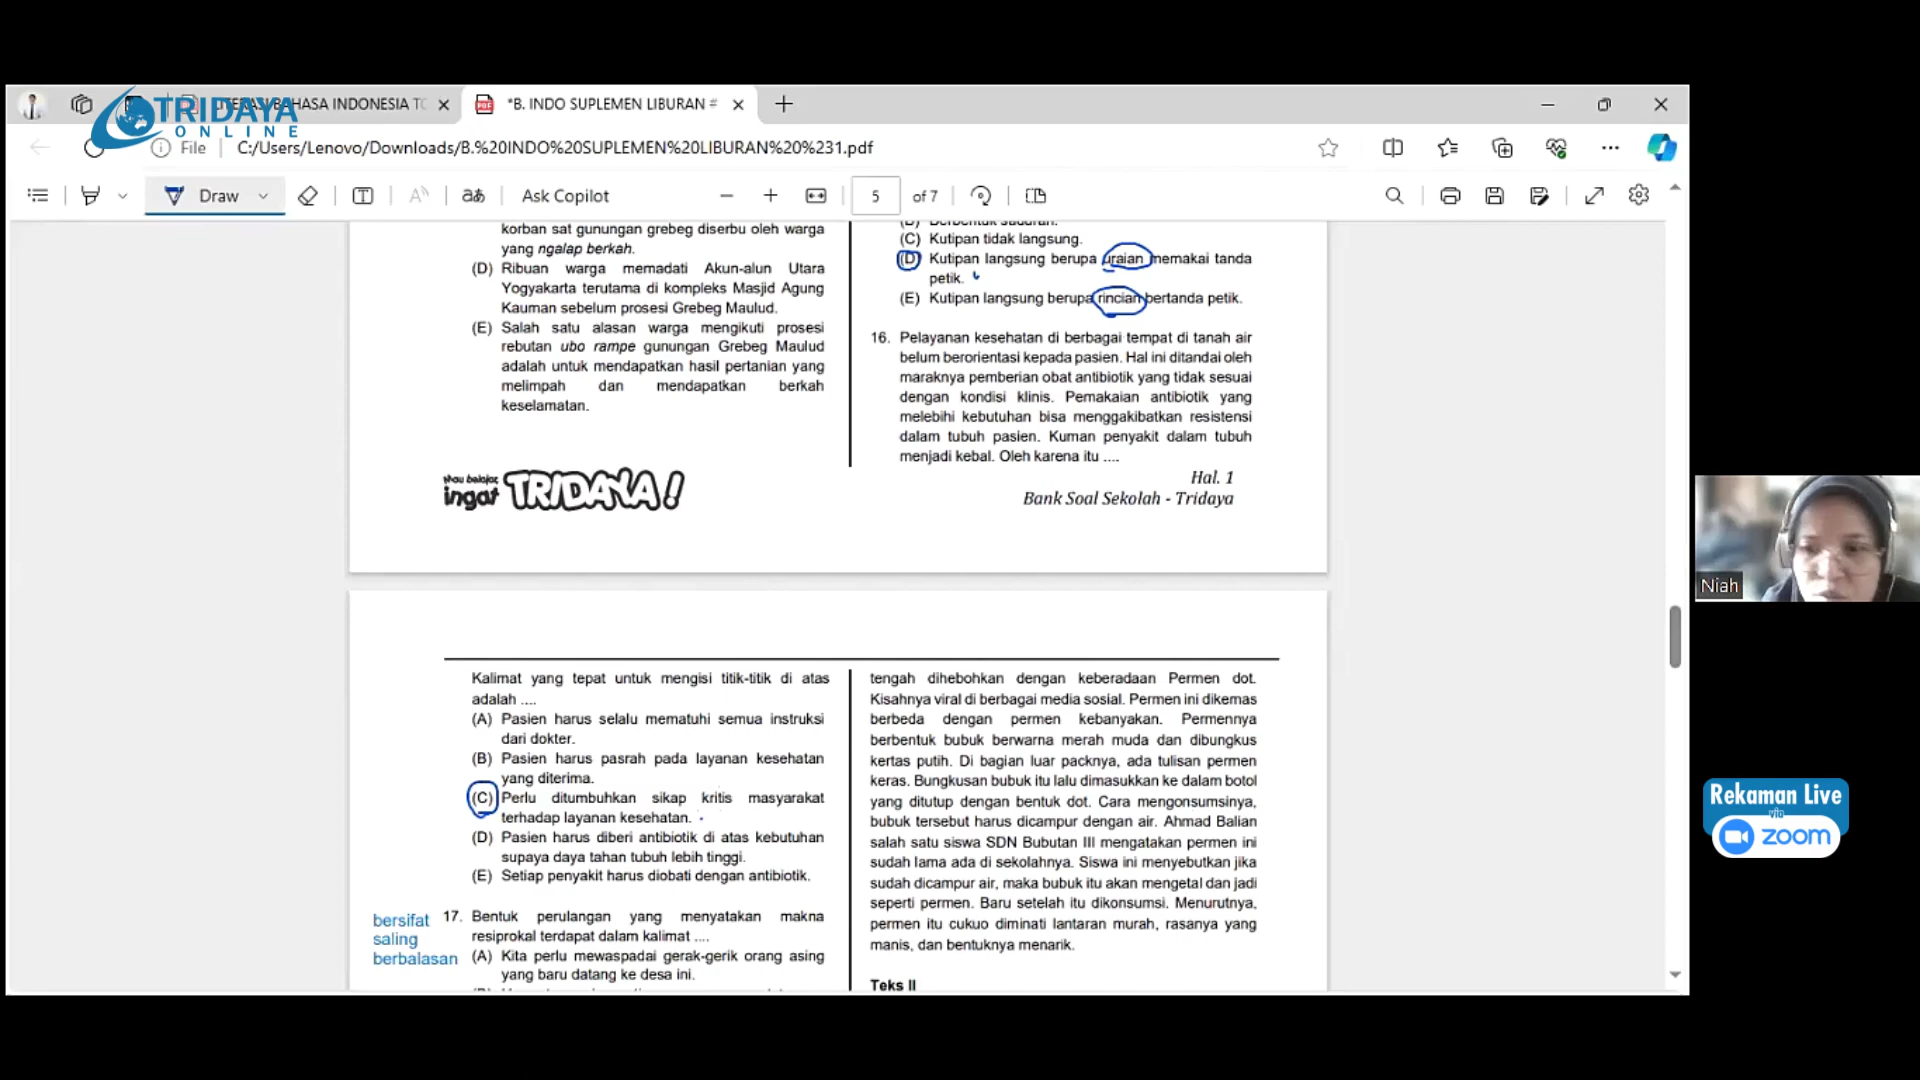 TRIDAYA
ONLINE
BAHASA INDONESIA
*B. INDO SUPLEMEN LIBURAN #
File
C:/Users/Lenovo/Downloads/B.%20INDO%20SUPLEMEN%20LIBURAN%20%231.pdf
Draw
Ask Copilot
5
of 7
korban sat gunungan grebeg diserbu oleh warga
yang ngalap berkah.
(D) Ribuan warga memadati Akun-alun Utara
Yogyakarta terutama di kompleks Masjid Agung
Kauman sebelum prosesi Grebeg Maulud.
(E) Salah satu alasan warga mengikuti prosesi
rebutan ubo rampe gunungan Grebeg Maulud
adalah untuk mendapatkan hasil pertanian yang
melimpah dan mendapatkan berkah
keselamatan.
(C) Kutipan tidak langsung.
(D) Kutipan langsung berupa uraian memakai tanda
petik.
(E) Kutipan langsung berupa rincian bertanda petik.
16. Pelayanan kesehatan di berbagai tempat di tanah air
belum berorientasi kepada pasien. Hal ini ditandai oleh
maraknya pemberian obat antibiotik yang tidak sesuai
dengan kondisi klinis. Pemakaian antibiotik yang
melebihi kebutuhan bisa menggakibatkan resistensi
dalam tubuh pasien. Kuman penyakit dalam tubuh
menjadi kebal. Oleh karena itu ....
Mau belajar,
ingat TRIDAYA!
Hal. 1
Bank Soal Sekolah - Tridaya
Kalimat yang tepat untuk mengisi titik-titik di atas
adalah ....
(A) Pasien harus selalu mematuhi semua instruksi
dari dokter.
(B) Pasien harus pasrah pada layanan kesehatan
yang diterima.
(C) Perlu ditumbuhkan sikap kritis masyarakat
terhadap layanan kesehatan.
(D) Pasien harus diberi antibiotik di atas kebutuhan
supaya daya tahan tubuh lebih tinggi.
(E) Setiap penyakit harus diobati dengan antibiotik.
bersifat
saling
berbalasan
17. Bentuk perulangan yang menyatakan makna
resiprokal terdapat dalam kalimat ....
(A) Kita perlu mewaspadai gerak-gerik orang asing
yang baru datang ke desa ini.
tengah dihebohkan dengan keberadaan Permen dot.
Kisahnya viral di berbagai media sosial. Permen ini dikemas
berbeda dengan permen kebanyakan. Permennya
berbentuk bubuk berwarna merah muda dan dibungkus
kertas putih. Di bagian luar packnya, ada tulisan permen
keras. Bungkusan bubuk itu lalu dimasukkan ke dalam botol
yang ditutup dengan bentuk dot. Cara mengonsumsinya,
bubuk tersebut harus dicampur dengan air. Ahmad Balian
salah satu siswa SDN Bubutan III mengatakan permen ini
sudah lama ada di sekolahnya. Siswa ini menyebutkan jika
sudah dicampur air, maka bubuk itu akan mengetal dan jadi
seperti permen. Baru setelah itu dikonsumsi. Menurutnya,
permen itu cukuo diminati lantaran murah, rasanya yang
manis, dan bentuknya menarik.
Teks II
Niah
Rekaman Live
via
zoom